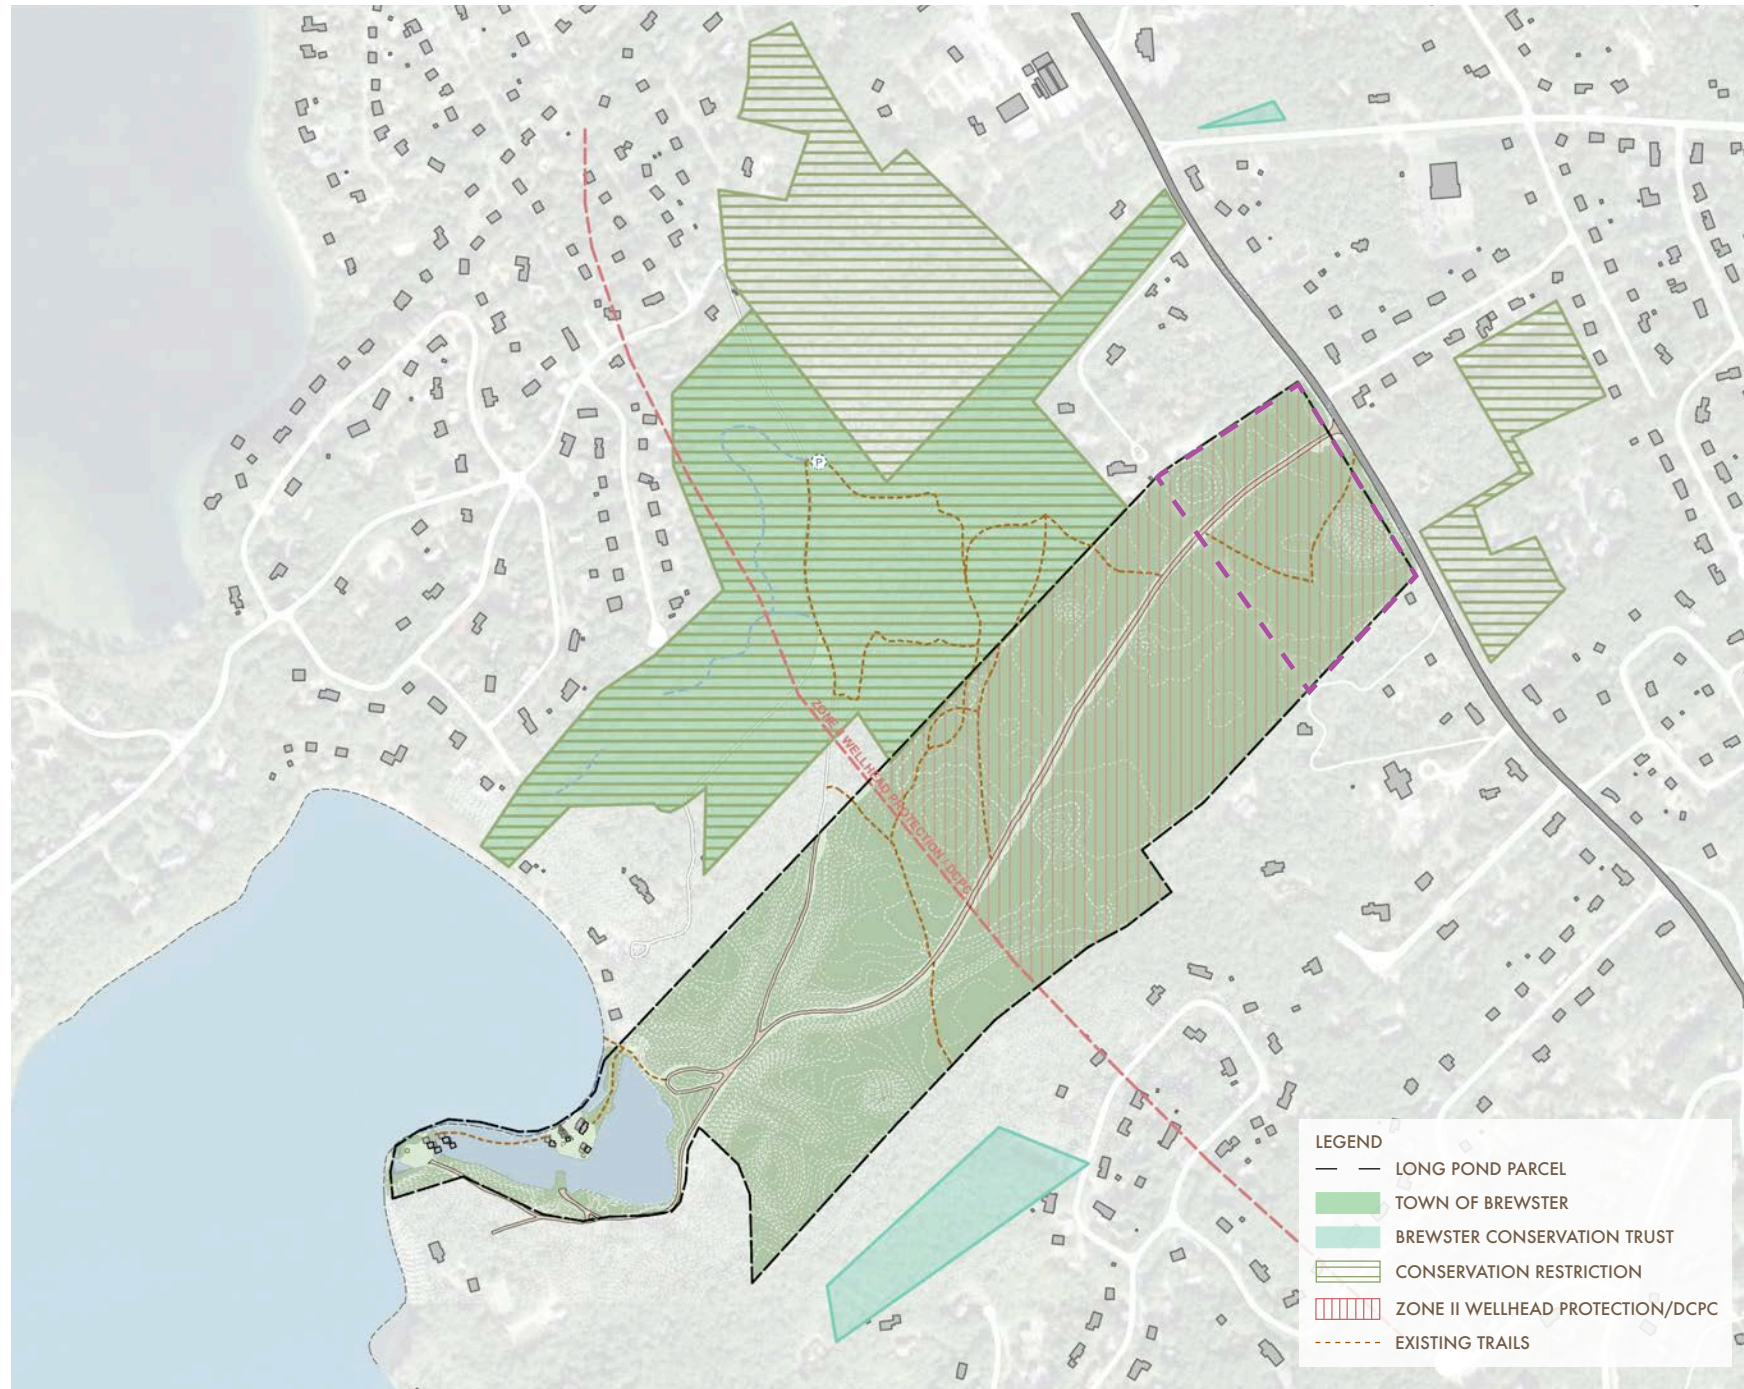 P
ZONE II WELLHEAD PROTECTION/DCPC
LEGEND
LONG POND PARCEL
TOWN OF BREWSTER
BREWSTER CONSERVATION TRUST
CONSERVATION RESTRICTION
ZONE II WELLHEAD PROTECTION/DCPC
EXISTING TRAILS